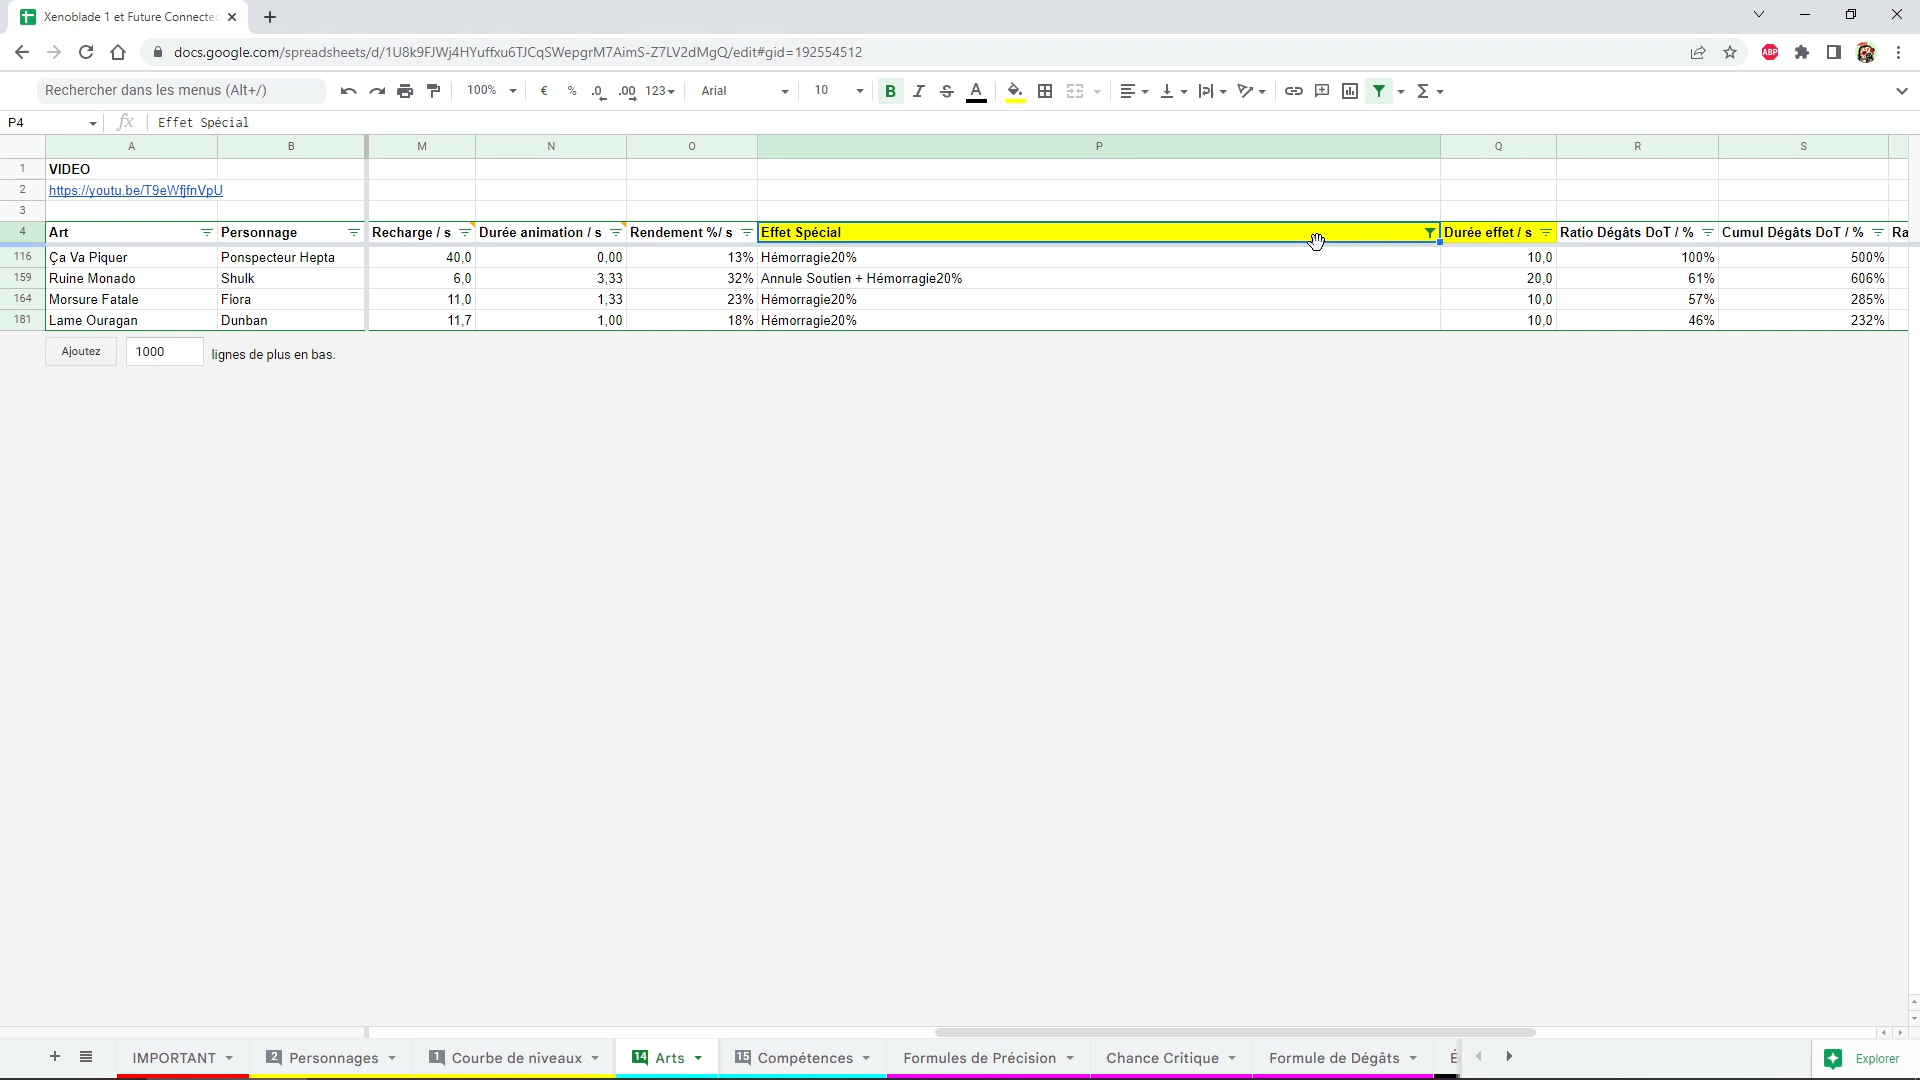 Xenoblade 1 et Future Connecte
docs.google.com/spreadsheets/d/1U8k9FJWj4HYuffxu6TJCqSWepgrM7AimS-Z7LV2dMgQ/edit#gid=192554512
ABP
Rechercher dans les menus (Alt+/) 100% € % .0 .00 123 Arial 10 B I S A
P4 fx Effet Spécial
A B M N O P Q R S
1 VIDEO
2 https://youtu.be/T9eWfjfnVpU
3
4 Art Personnage Recharge / s Durée animation / s Rendement %/ s Effet Spécial Durée effet / s Ratio Dégâts DoT / % Cumul Dégâts DoT / % Ra
116 Ça Va Piquer Ponspecteur Hepta 40,0 0,00 13% Hémorragie20% 10,0 100% 500%
159 Ruine Monado Shulk 6,0 3,33 32% Annule Soutien + Hémorragie20% 20,0 61% 606%
164 Morsure Fatale Fiora 11,0 1,33 23% Hémorragie20% 10,0 57% 285%
181 Lame Ouragan Dunban 11,7 1,00 18% Hémorragie20% 10,0 46% 232%
Ajoutez 1000 lignes de plus en bas.
IMPORTANT 2 Personnages 1 Courbe de niveaux 14 Arts 15 Compétences Formules de Précision Chance Critique Formule de Dégâts É Explorer